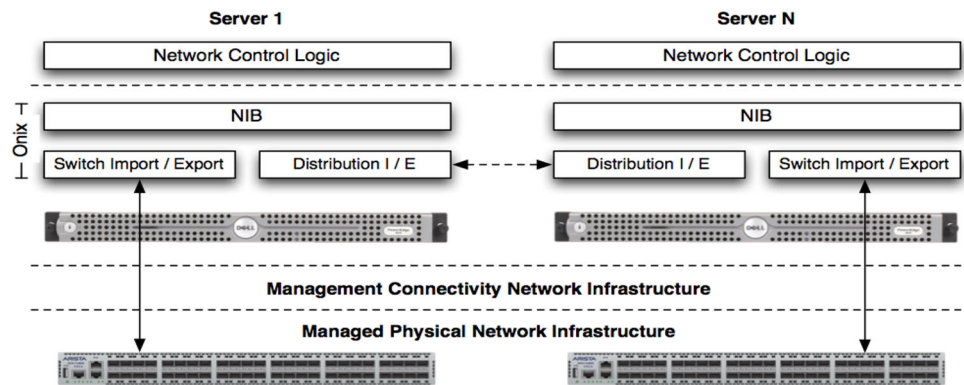 Server 1
Server N
Network Control Logic
Network Control Logic
Onix
NIB
NIB
Switch Import / Export
Distribution I / E
Distribution I / E
Switch Import / Export
DELL
DELL
Management Connectivity Network Infrastructure
Managed Physical Network Infrastructure
ARISTA
ARISTA